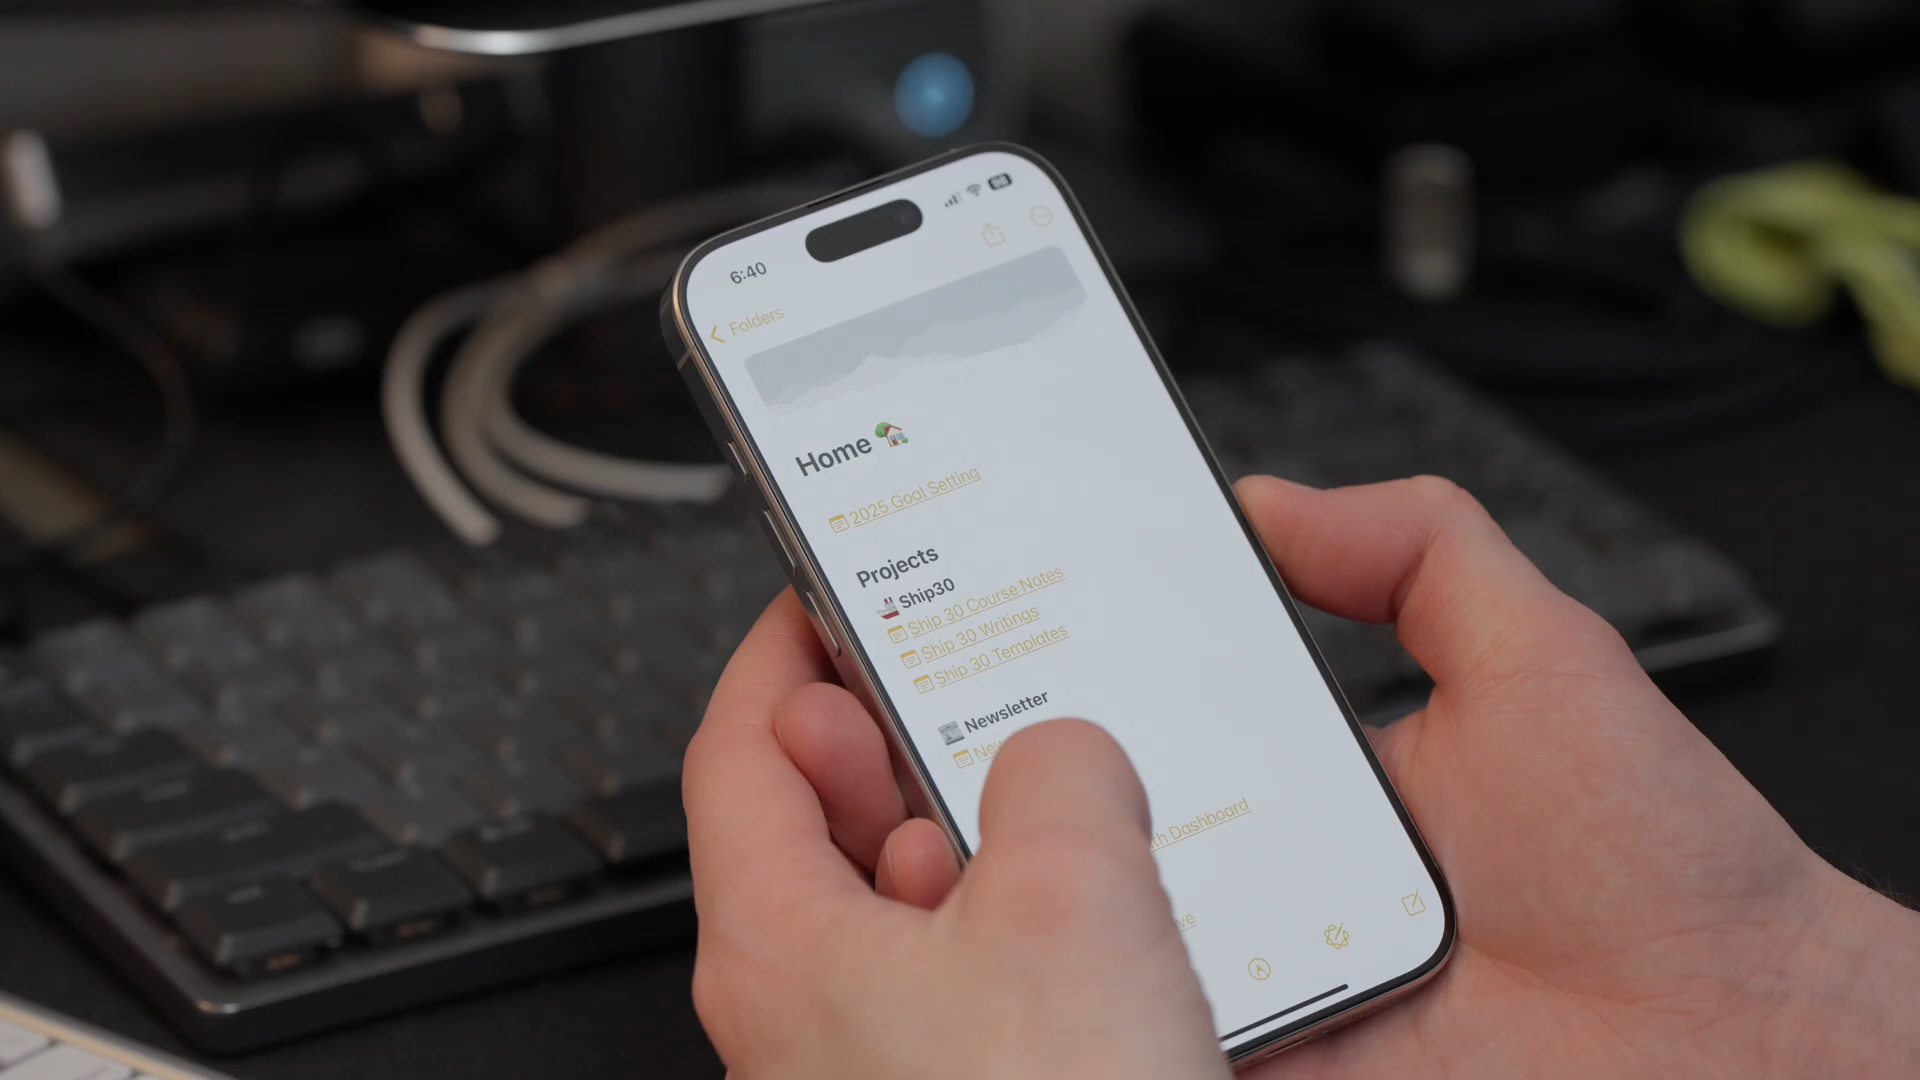 6:40
Folders
Home
2025 Goal Setting
Projects
Ship30
Ship 30 Course Notes
Ship 30 Writings
Ship 30 Templates
Newsletter
Dashboard